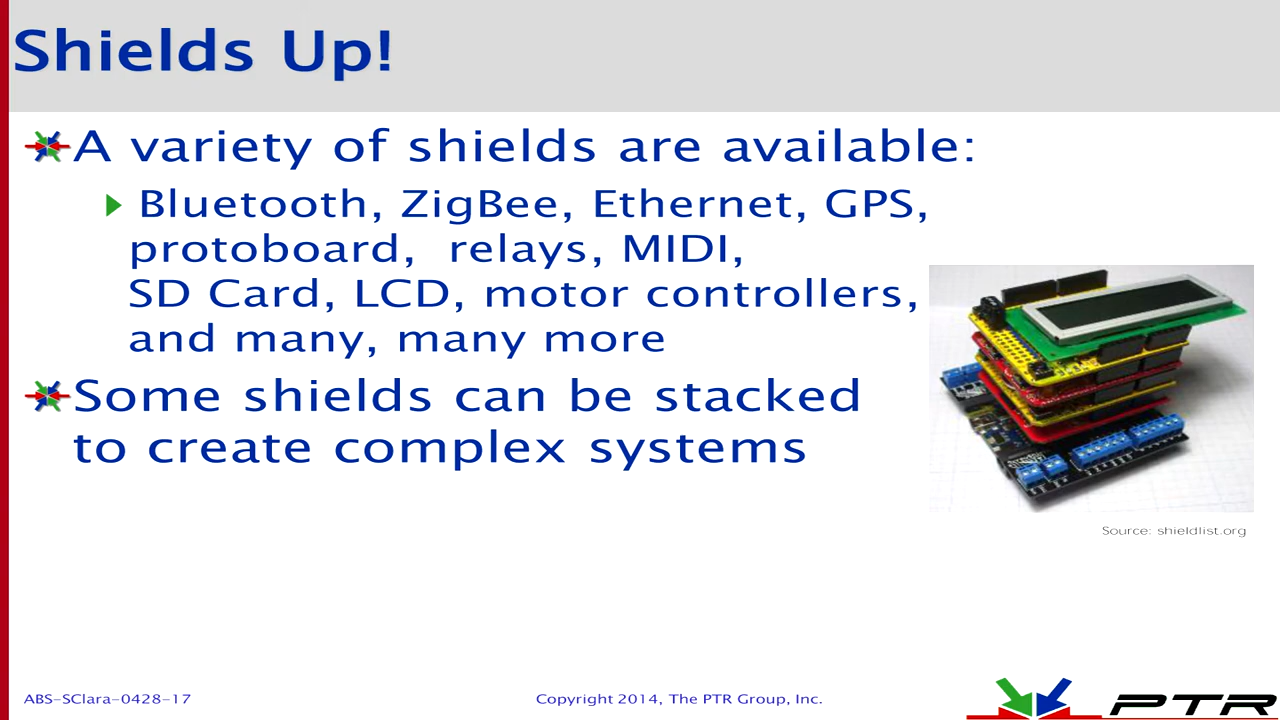 Shields Up!
A variety of shields are available:
Bluetooth, ZigBee, Ethernet, GPS,
protoboard, relays, MIDI,
SD Card, LCD, motor controllers,
and many, many more
Some shields can be stacked
to create complex systems
Source: shieldlist.org
ABS-SClara-0428-17
Copyright 2014, The PTR Group, Inc.
PTR